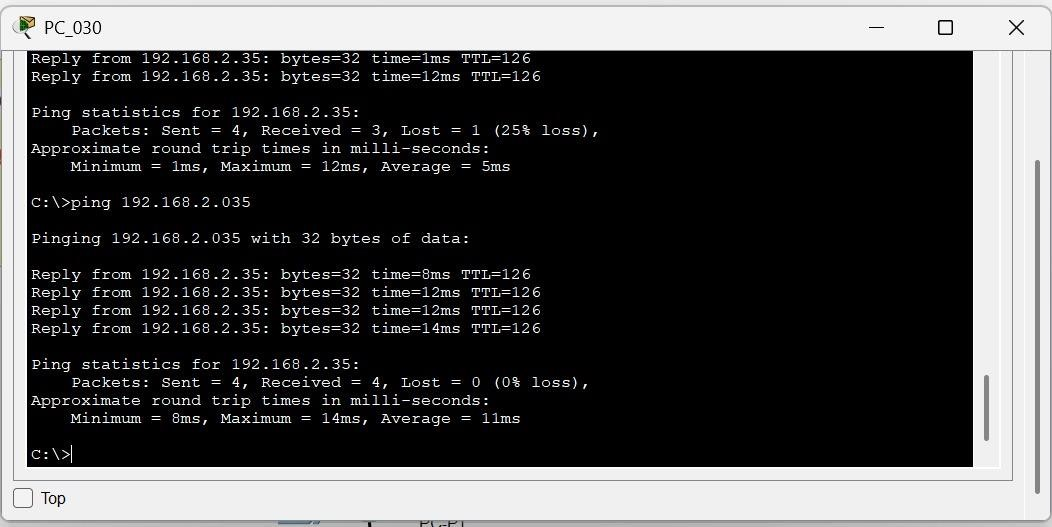 PC_030
Reply from 192.168.2.35: bytes=32 time=1ms TTL=126
Reply from 192.168.2.35: bytes=32 time=12ms TTL=126
Ping statistics for 192.168.2.35:
Packets: Sent = 4, Received = 3, Lost = 1 (25% loss),
Approximate round trip times in milli-seconds:
Minimum = 1ms, Maximum = 12ms, Average = 5ms
C:\>ping 192.168.2.035
Pinging 192.168.2.035 with 32 bytes of data:
Reply from 192.168.2.35: bytes=32 time=8ms TTL=126
Reply from 192.168.2.35: bytes=32 time=12ms TTL=126
Reply from 192.168.2.35: bytes=32 time=12ms TTL=126
Reply from 192.168.2.35: bytes=32 time=14ms TTL=126
Ping statistics for 192.168.2.35:
Packets: Sent = 4, Received = 4, Lost = 0 (0% loss),
Approximate round trip times in milli-seconds:
Minimum = 8ms, Maximum = 14ms, Average = 11ms
C:\>
Top